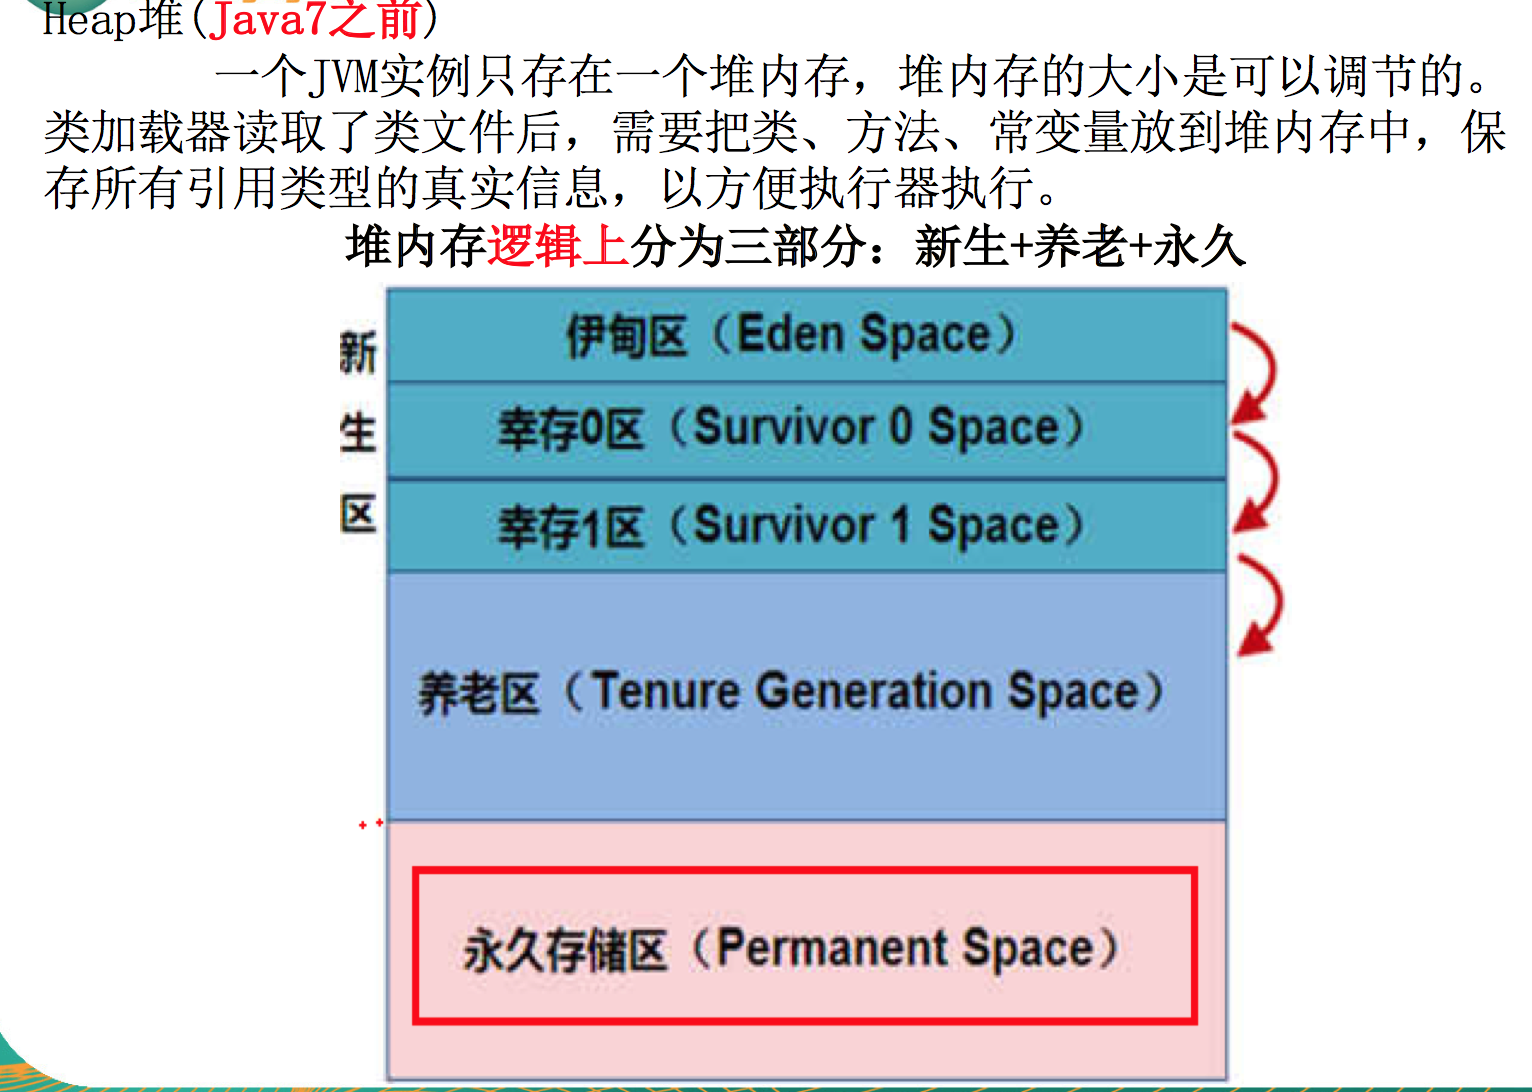 Heap堆(Java7之前)
一个JVM实例只存在一个堆内存，堆内存的大小是可以调节的。
类加载器读取了类文件后，需要把类、方法、常变量放到堆内存中，保
存所有引用类型的真实信息，以方便执行器执行。
堆内存逻辑上分为三部分：新生+养老+永久
新生区
伊甸区（Eden Space）
幸存0区（Survivor 0 Space）
幸存1区（Survivor 1 Space）
养老区（Tenure Generation Space）
永久存储区（Permanent Space）